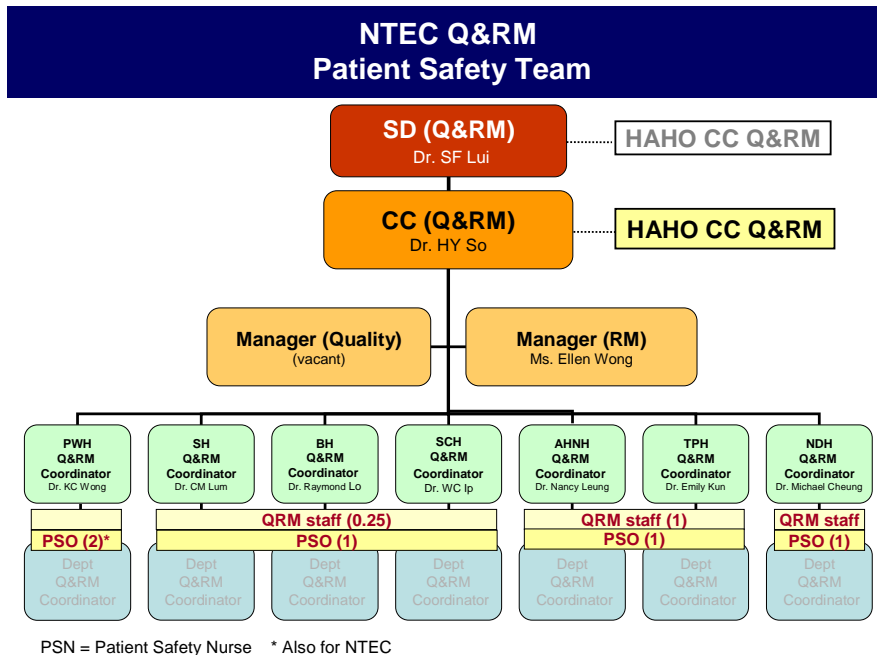 NTEC Q&RM
Patient Safety Team
SD (Q&RM)
Dr. SF Lui
HAHO CC Q&RM
CC (Q&RM)
Dr. HY So
HAHO CC Q&RM
Manager (Quality)
(vacant)
Manager (RM)
Ms. Ellen Wong
PWH
Q&RM
Coordinator
Dr. KC Wong
SH
Q&RM
Coordinator
Dr. CM Lum
BH
Q&RM
Coordinator
Dr. Raymond Lo
SCH
Q&RM
Coordinator
Dr. WC Ip
AHNH
Q&RM
Coordinator
Dr. Nancy Leung
TPH
Q&RM
Coordinator
Dr. Emily Kun
NDH
Q&RM
Coordinator
Dr. Michael Cheung
QRM staff (0.25)
QRM staff (1)
QRM staff
PSO (2)*
PSO (1)
PSO (1)
PSO (1)
Dept
Q&RM
Coordinator
Dept
Q&RM
Coordinator
Dept
Q&RM
Coordinator
Dept
Q&RM
Coordinator
Dept
Q&RM
Coordinator
Dept
Q&RM
Coordinator
Dept
Q&RM
Coordinator
PSN = Patient Safety Nurse * Also for NTEC